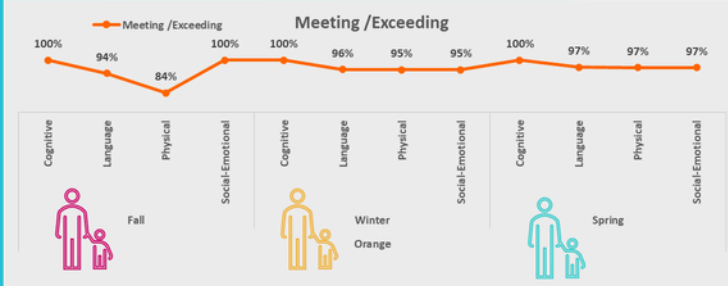 Meeting /Exceeding
Meeting /Exceeding
100% 94% 84% 100% 100% 96% 95% 95% 100% 97% 97% 97%
Cognitive
Language
Physical
Social-Emotional
Cognitive
Language
Physical
Social-Emotional
Cognitive
Language
Physical
Social-Emotional
Fall
Winter
Spring
Orange